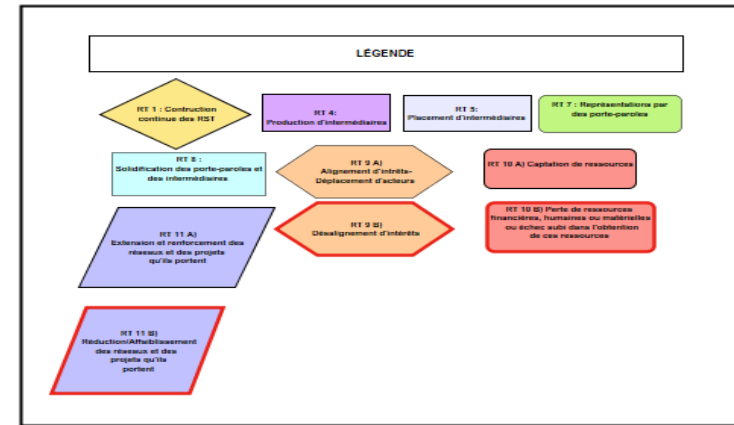 LÉGENDE
RT 1 : Contruction
continue des RST
RT 4:
Production d'intermédiaires
RT 5:
Placement d'intermédiaires
RT 7 : Représentations par
des porte-paroles
RT 8 :
Solidification des porte-paroles et
des intermédiaires
RT 9 A)
Alignement d'intrêts-
Déplacement d'acteurs
RT 10 A) Captation de ressources
RT 11 A)
Extension et renforcement des
réseaux et des projets
qu'ils portent
RT 9 B)
Désalignement d'intérêts
RT 10 B) Perte de ressources
financières, humaines ou matérielles
ou échec subi dans l'obtention
de ces ressources
RT 11 B)
Réduction/Affaiblissement
des réseaux et des
projets qu'ils
portent